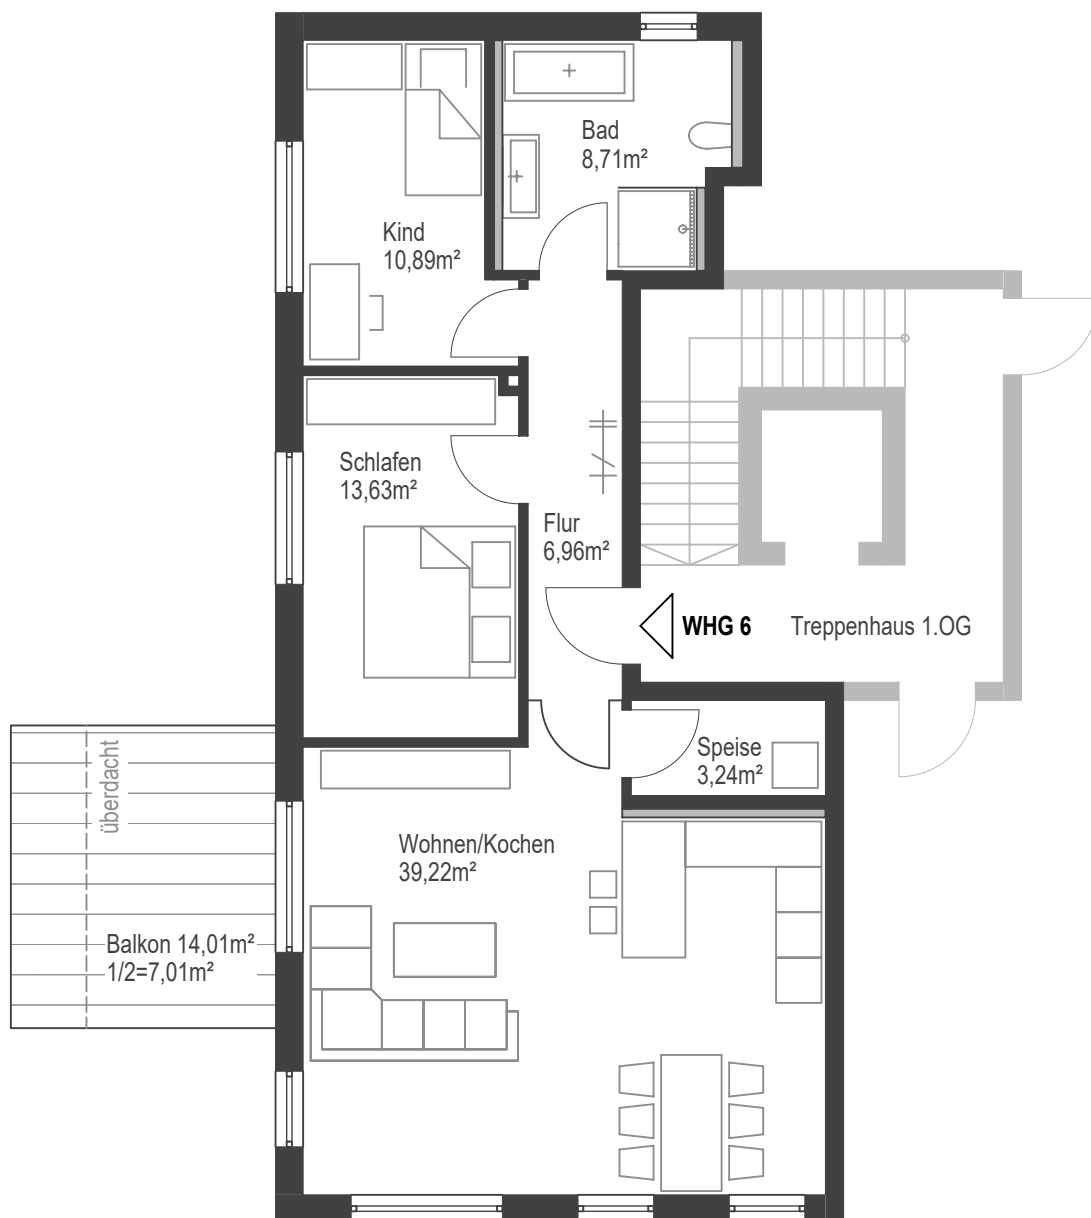 Bad
8,71m²
Kind
10,89m²
Schlafen
13,63m²
Flur
6,96m²
WHG 6
Treppenhaus 1.OG
Speise
3,24m²
überdacht
Wohnen/Kochen
39,22m²
Balkon 14,01m²
1/2=7,01m²